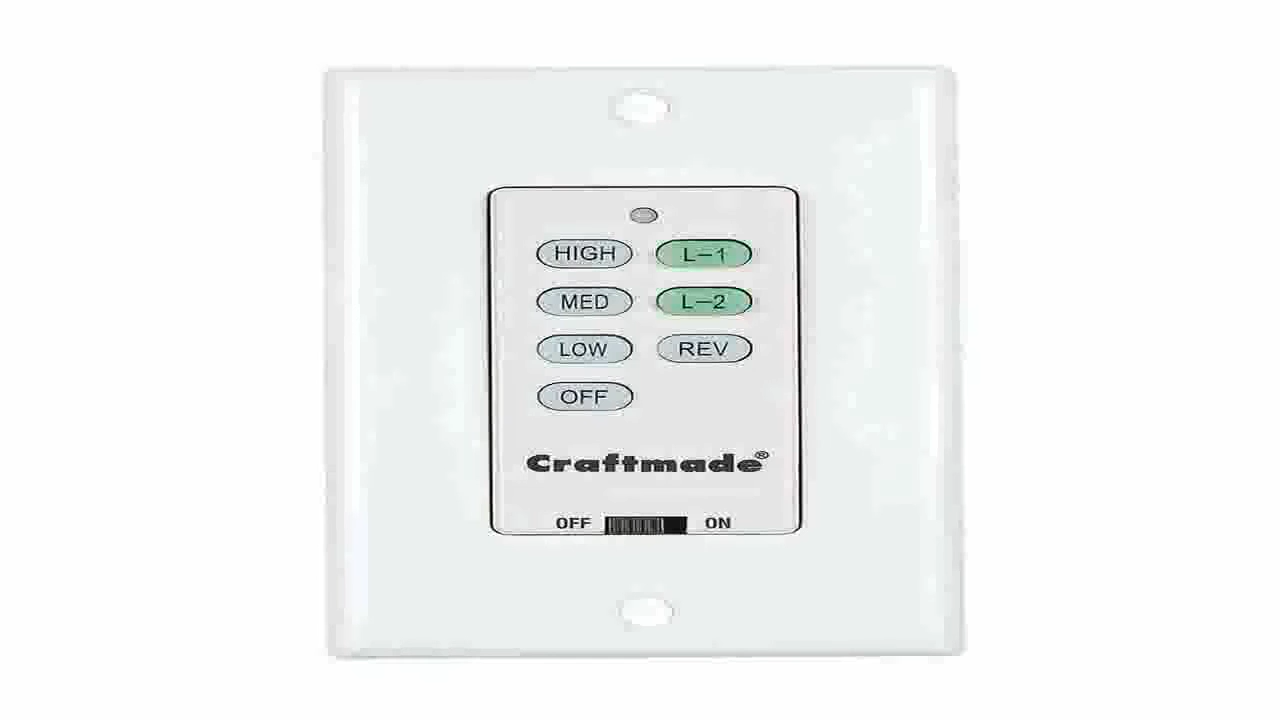 HIGH L–1
MED L–2
LOW REV
OFF
Craftmade®
OFF ON